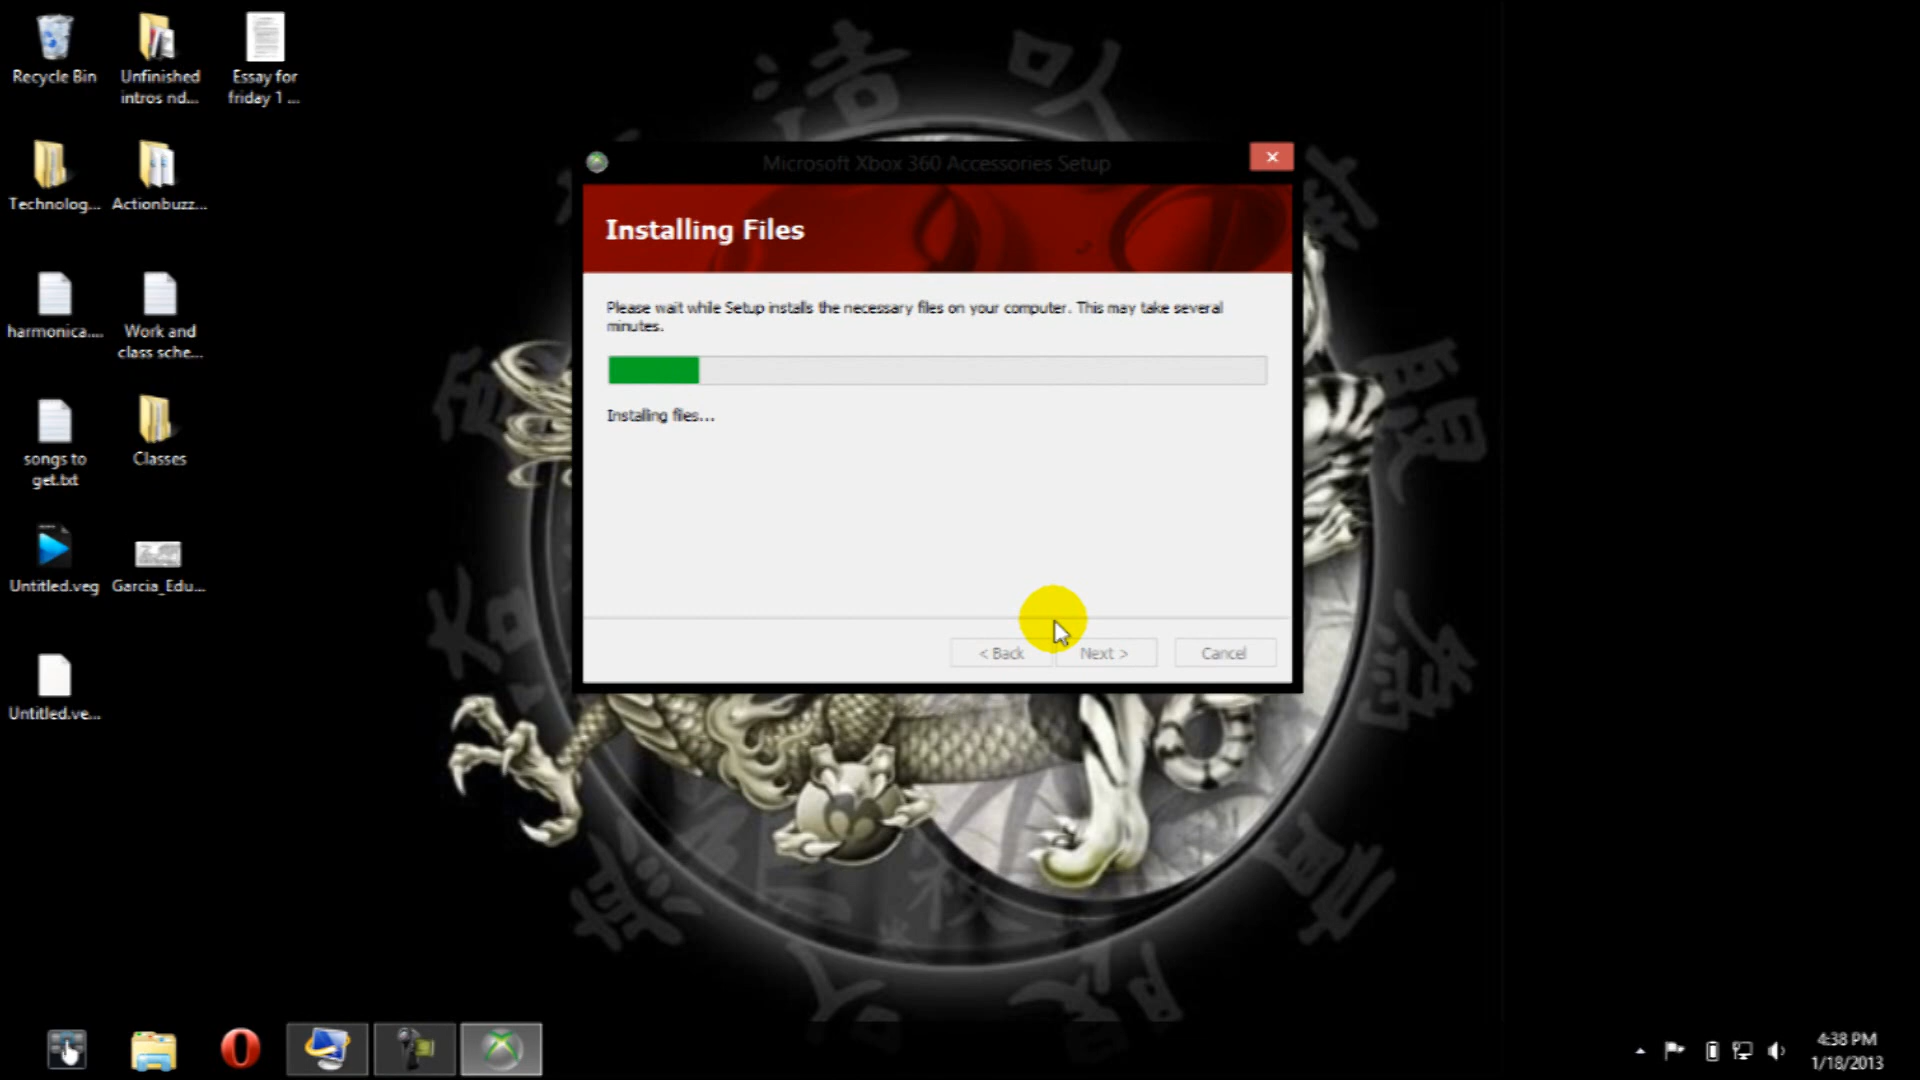 Recycle Bin
Unfinished
intros nd...
Essay for
friday 1 ...
Technolog...
Actionbuzz...
harmonica....
Work and
class sche...
songs to
get.txt
Classes
Untitled.veg
Garcia_Edu...
Untitled.ve...
Microsoft Xbox 360 Accessories Setup
Installing Files
Please wait while Setup installs the necessary files on your computer. This may take several
minutes.
Installing files...
< Back
Next >
Cancel
4:38 PM
1/18/2013